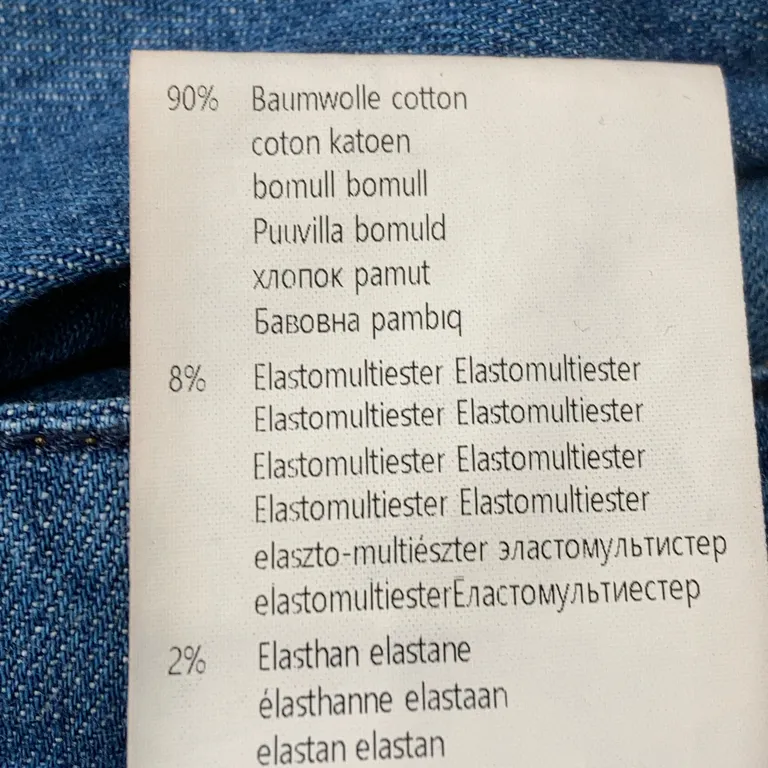 90% Baumwolle cotton
coton katoen
bomull bomull
Puuvilla bomuld
хлопок pamut
Бавовна pambıq
8% Elastomultiester Elastomultiester
Elastomultiester Elastomultiester
Elastomultiester Elastomultiester
Elastomultiester Elastomultiester
elaszto-multiészter эластомультистер
elastomultiesterЕластомультиестер
2% Elasthan elastane
élasthanne elastaan
elastan elastan